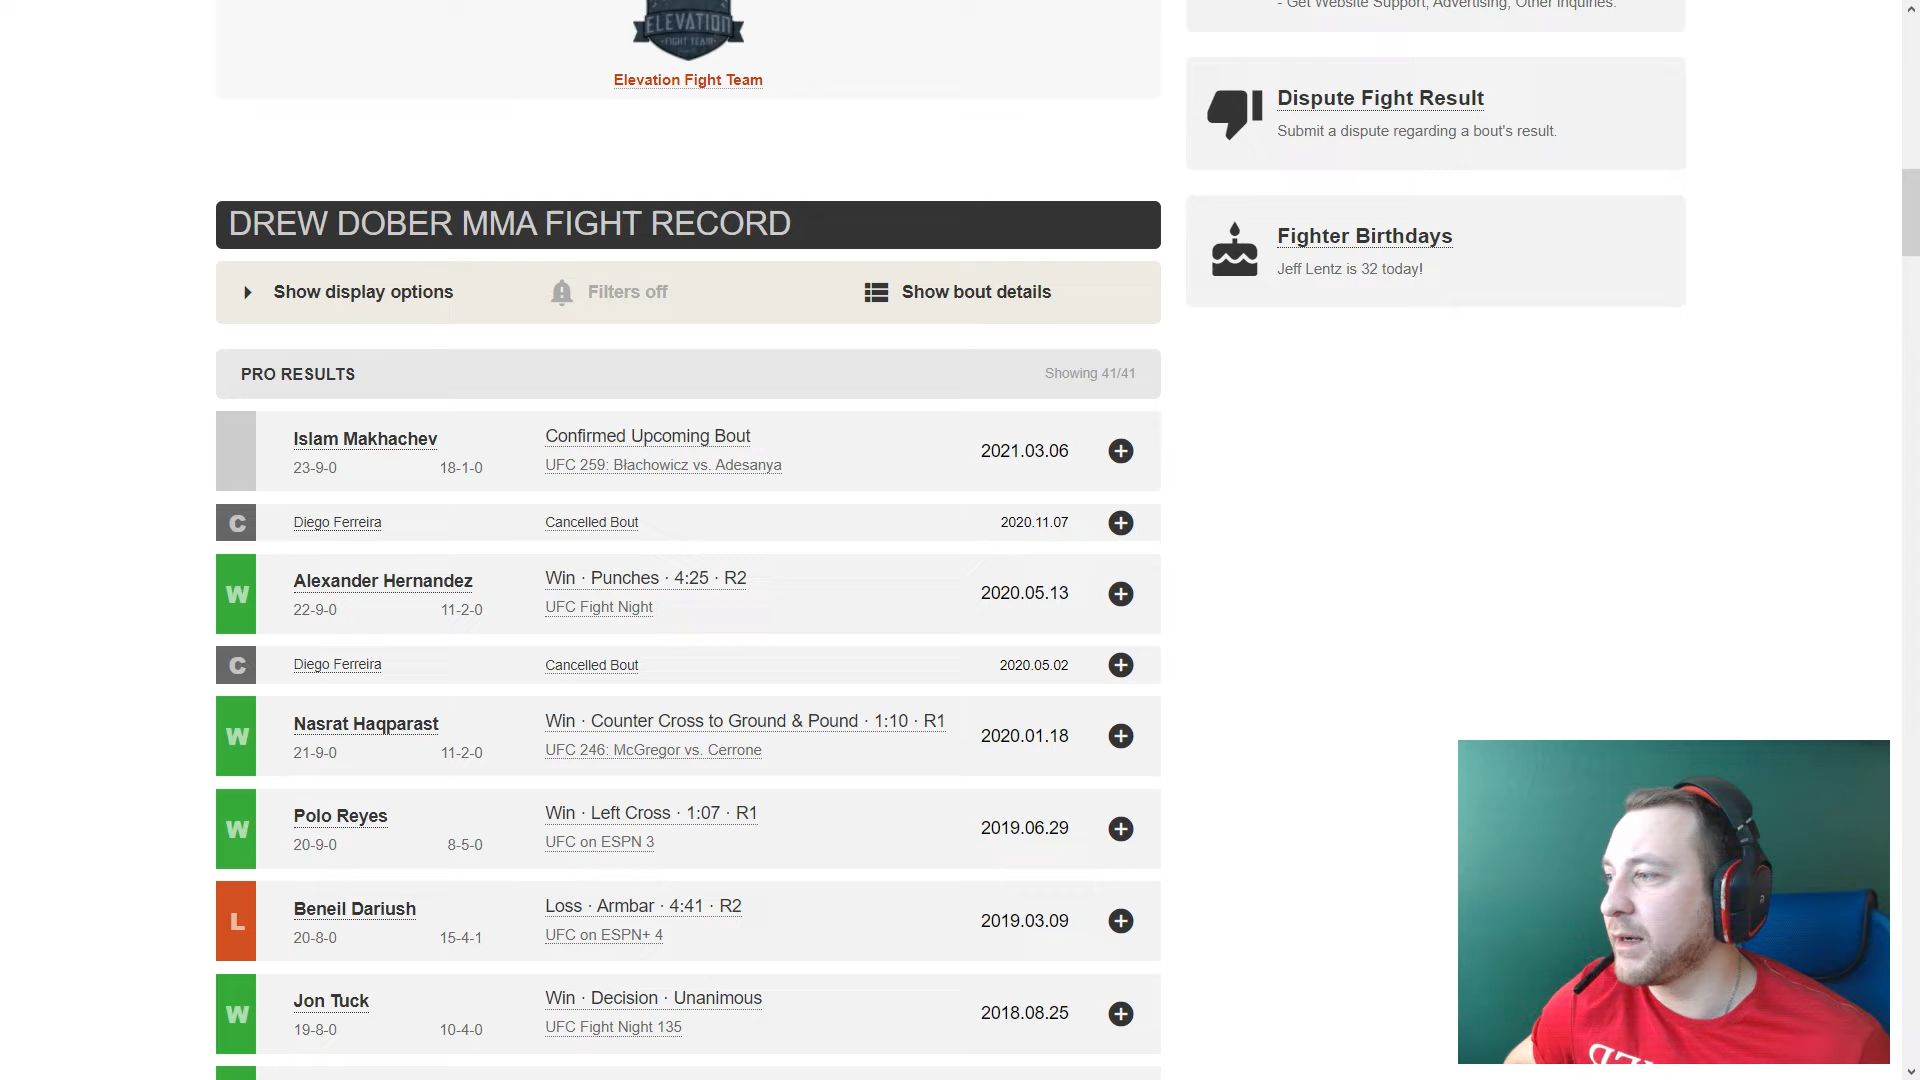 ELEVATION
FIGHT TEAM
Elevation Fight Team
- Get Website Support, Advertising, Other Inquiries.
Dispute Fight Result
Submit a dispute regarding a bout's result.
Fighter Birthdays
Jeff Lentz is 32 today!
DREW DOBER MMA FIGHT RECORD
Show display options
Filters off
Show bout details
PRO RESULTS
Showing 41/41
Islam Makhachev
23-9-0 18-1-0
Confirmed Upcoming Bout
UFC 259: Błachowicz vs. Adesanya
2021.03.06
C
Diego Ferreira
Cancelled Bout
2020.11.07
W
Alexander Hernandez
22-9-0 11-2-0
Win · Punches · 4:25 · R2
UFC Fight Night
2020.05.13
C
Diego Ferreira
Cancelled Bout
2020.05.02
W
Nasrat Haqparast
21-9-0 11-2-0
Win · Counter Cross to Ground & Pound · 1:10 · R1
UFC 246: McGregor vs. Cerrone
2020.01.18
W
Polo Reyes
20-9-0 8-5-0
Win · Left Cross · 1:07 · R1
UFC on ESPN 3
2019.06.29
L
Beneil Dariush
20-8-0 15-4-1
Loss · Armbar · 4:41 · R2
UFC on ESPN+ 4
2019.03.09
W
Jon Tuck
19-8-0 10-4-0
Win · Decision · Unanimous
UFC Fight Night 135
2018.08.25